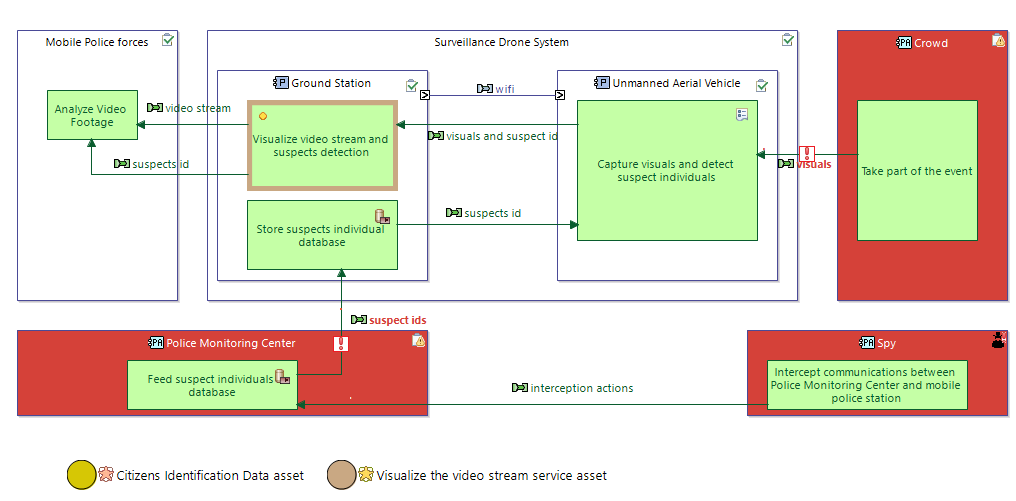 Mobile Police forces
Surveillance Drone System
PA Crowd
P Ground Station
wifi
P Unmanned Aerial Vehicle
Analyze Video
Footage
video stream
Visualize video stream and
suspects detection
visuals and suspect id
Capture visuals and detect
suspect individuals
!
visuals
Take part of the event
suspects id
Store suspects individual
database
suspects id
suspect ids
PA Police Monitoring Center
!
PA Spy
Feed suspect individuals
database
interception actions
Intercept communications between
Police Monitoring Center and mobile
police station
Citizens Identification Data asset
Visualize the video stream service asset